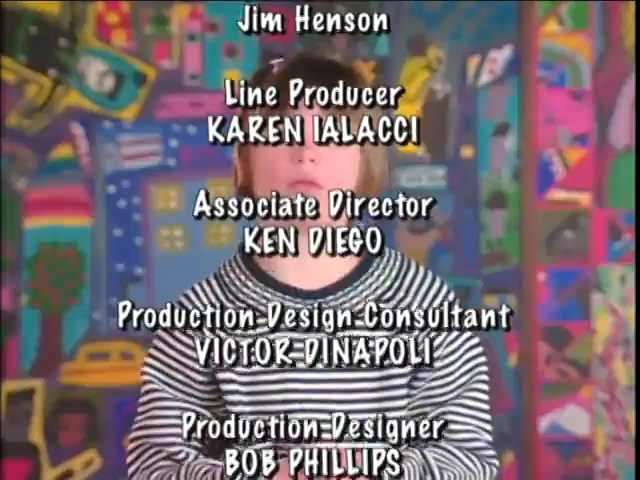 Jim Henson
Line Producer
KAREN IALACCI
Associate Director
KEN DIEGO
Production Design Consultant
VICTOR DINAPOLI
Production Designer
BOB PHILLIPS